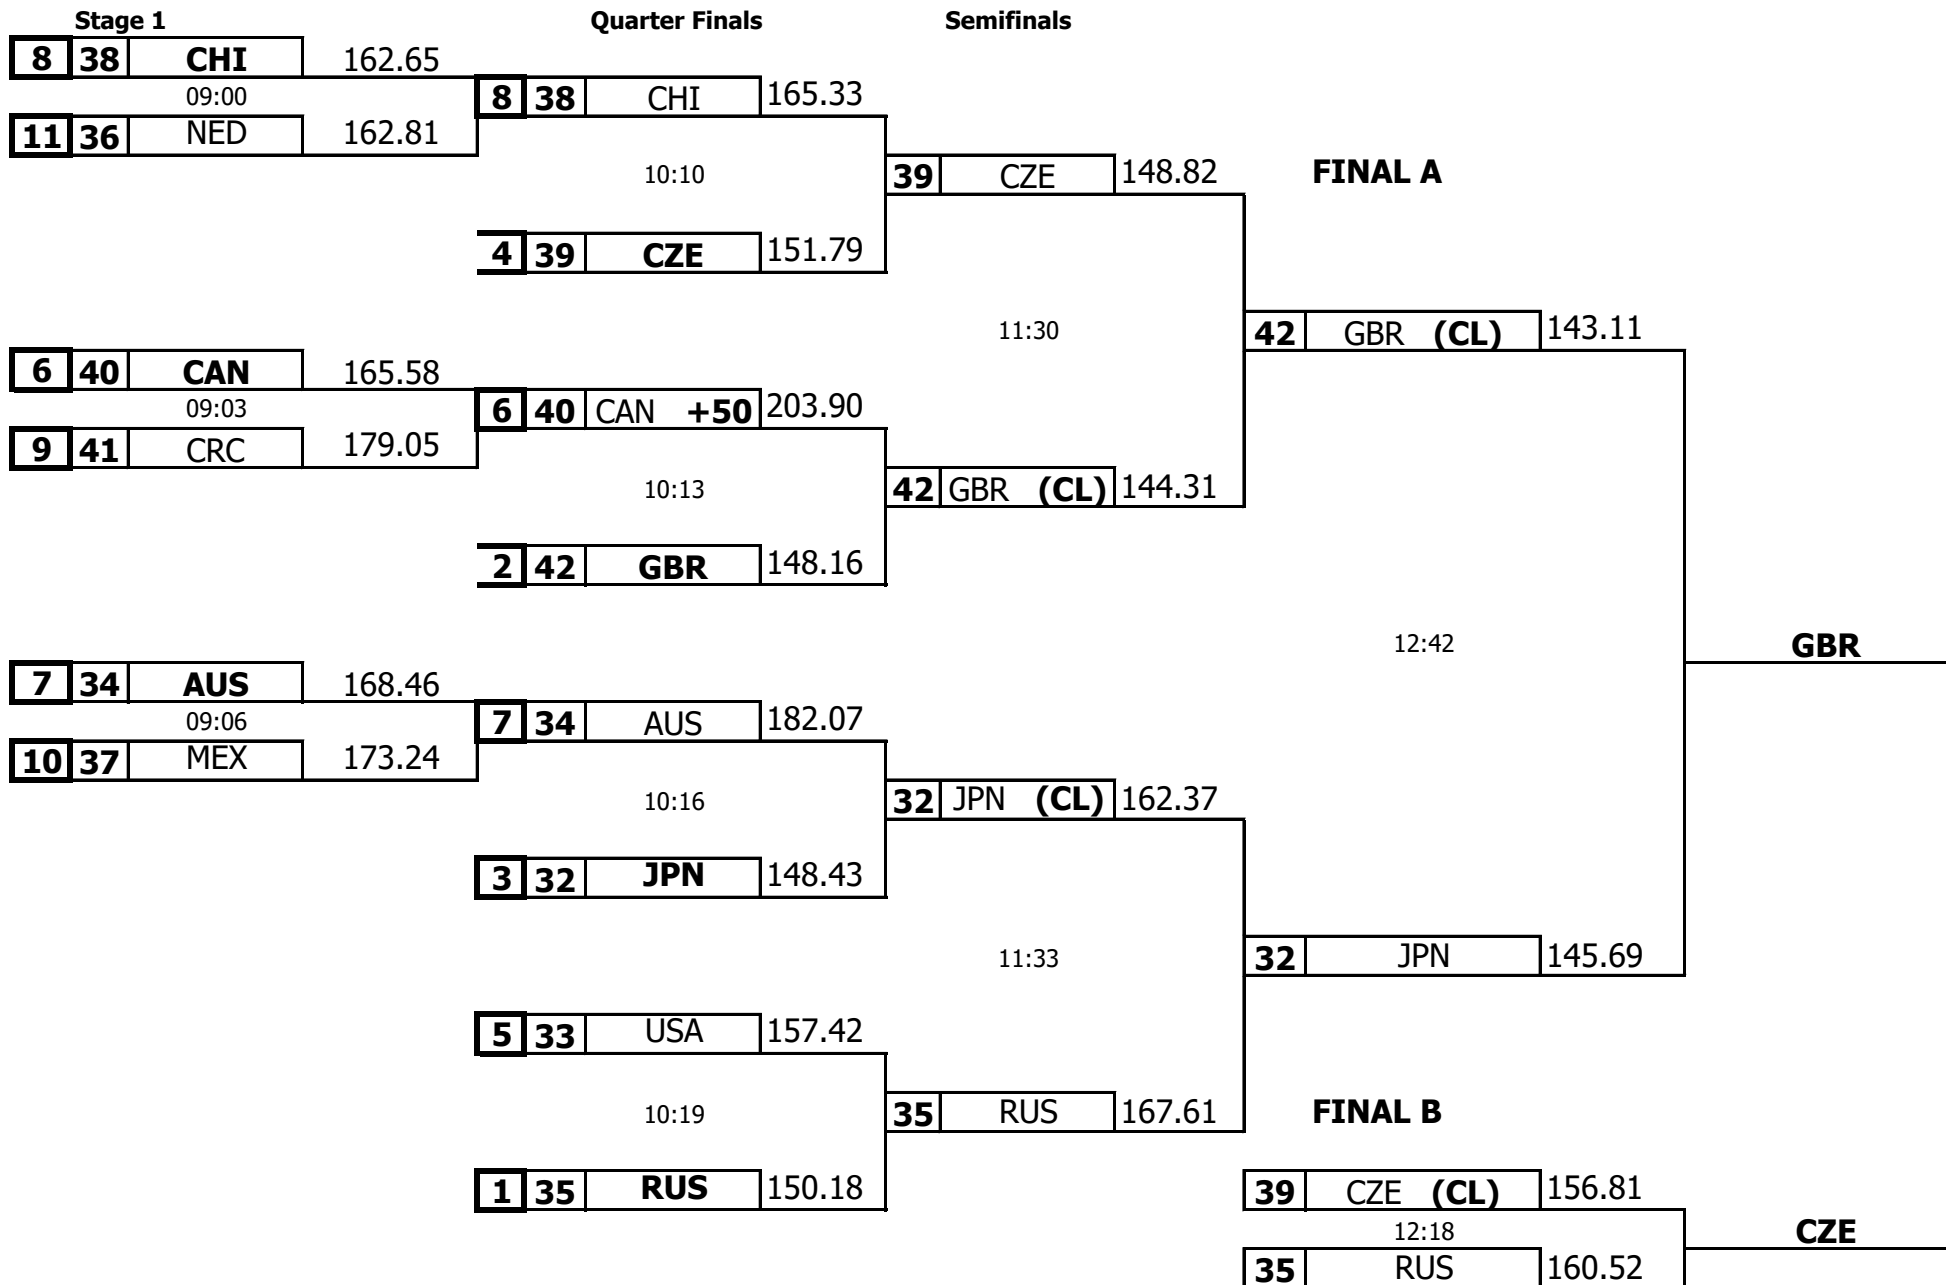 Stage 1 Quarter Finals Semifinals
8 38 CHI 162.65
09:00
8 38 CHI 165.33
11 36 NED 162.81
10:10
39 CZE 148.82 FINAL A
4 39 CZE 151.79
11:30
42 GBR (CL) 143.11
6 40 CAN 165.58
09:03
6 40 CAN +50 203.90
9 41 CRC 179.05
10:13
42 GBR (CL) 144.31
2 42 GBR 148.16
12:42
GBR
7 34 AUS 168.46
09:06
7 34 AUS 182.07
10 37 MEX 173.24
10:16
32 JPN (CL) 162.37
3 32 JPN 148.43
11:33
32 JPN 145.69
5 33 USA 157.42
10:19
35 RUS 167.61 FINAL B
1 35 RUS 150.18
39 CZE (CL) 156.81
12:18
CZE
35 RUS 160.52